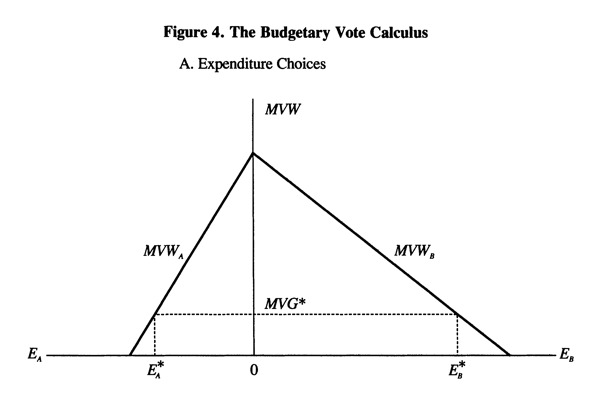 Figure 4. The Budgetary Vote Calculus
A. Expenditure Choices
MVW
MVW_A
MVW_B
MVG*
E_A
E_A*
0
E_B*
E_B